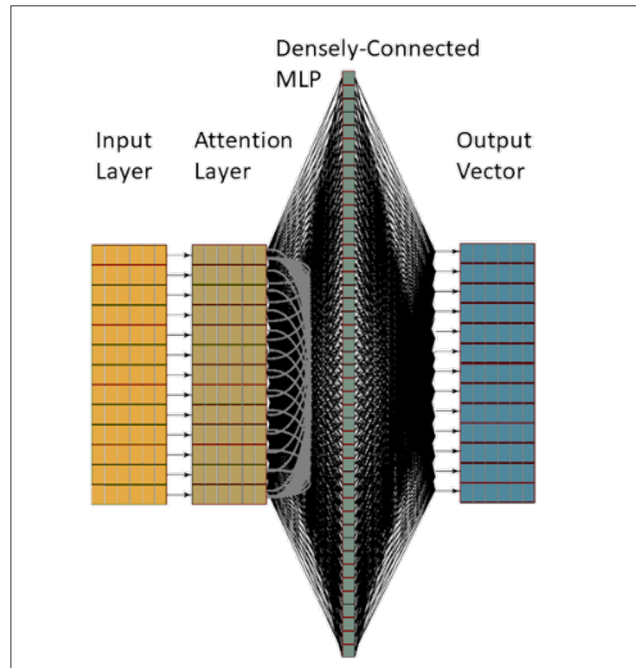 Densely-Connected
MLP
Input
Layer
Attention
Layer
Output
Vector